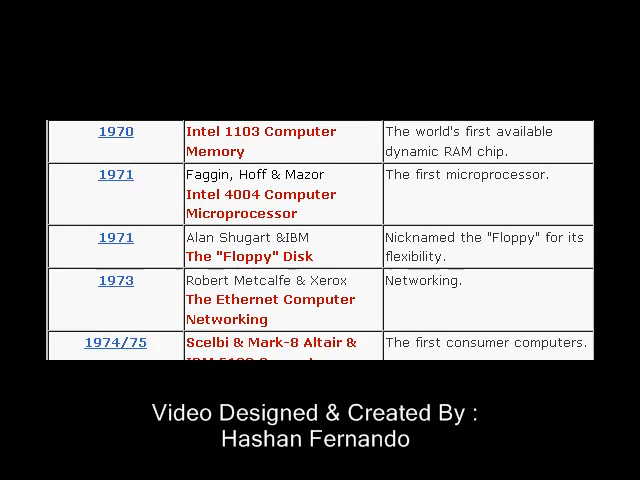 1970
Intel 1103 Computer
Memory
The world's first available
dynamic RAM chip.
1971
Faggin, Hoff & Mazor
Intel 4004 Computer
Microprocessor
The first microprocessor.
1971
Alan Shugart &IBM
The "Floppy" Disk
Nicknamed the "Floppy" for its
flexibility.
1973
Robert Metcalfe & Xerox
The Ethernet Computer
Networking
Networking.
1974/75
Scelbi & Mark-8 Altair &
The first consumer computers.
Video Designed & Created By :
Hashan Fernando